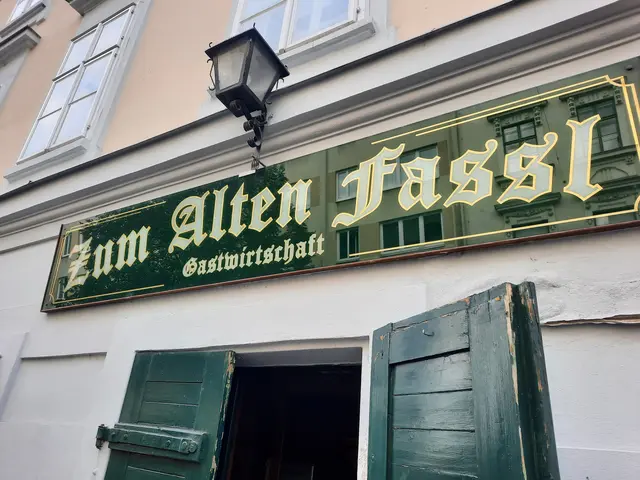 Zum Alten Fassl
Gastwirtschaft